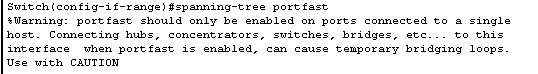 Switch(config-if-range)#spanning-tree portfast
%Warning: portfast should only be enabled on ports connected to a single
host. Connecting hubs, concentrators, switches, bridges, etc... to this
interface  when portfast is enabled, can cause temporary bridging loops.
Use with CAUTION